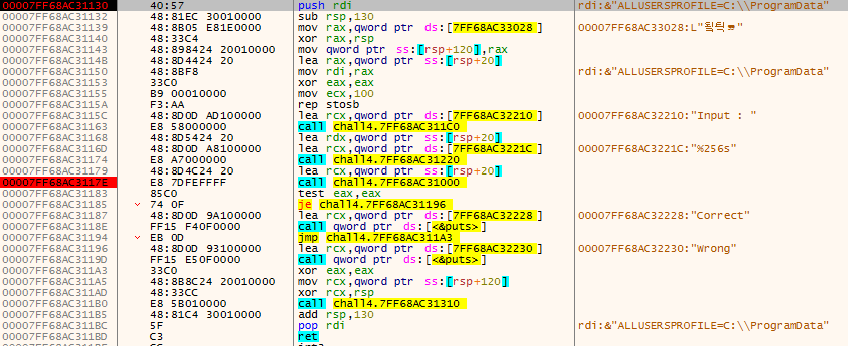 00007FF68AC31130 40:57 push rdi rdi:&"ALLUSERSPROFILE=C:\\ProgramData"
00007FF68AC31132 48:81EC 30010000 sub rsp,130
00007FF68AC31139 48:8B05 E81E0000 mov rax,qword ptr ds:[7FF68AC33028] 00007FF68AC33028:L"
00007FF68AC31140 48:33C4 xor rax,rsp
00007FF68AC31143 48:898424 20010000 mov qword ptr ss:[rsp+120],rax
00007FF68AC3114B 48:8D4424 20 lea rax,qword ptr ss:[rsp+20]
00007FF68AC31150 48:8BF8 mov rdi,rax rdi:&"ALLUSERSPROFILE=C:\\ProgramData"
00007FF68AC31153 33C0 xor eax,eax
00007FF68AC31155 B9 00010000 mov ecx,100
00007FF68AC3115A F3:AA rep stosb
00007FF68AC3115C 48:8D0D AD100000 lea rcx,qword ptr ds:[7FF68AC32210] 00007FF68AC32210:"Input : "
00007FF68AC31163 E8 58000000 call chall4.7FF68AC311C0
00007FF68AC31168 48:8D5424 20 lea rdx,qword ptr ss:[rsp+20]
00007FF68AC3116D 48:8D0D A8100000 lea rcx,qword ptr ds:[7FF68AC3221C] 00007FF68AC3221C:"%256s"
00007FF68AC31174 E8 A7000000 call chall4.7FF68AC31220
00007FF68AC31179 48:8D4C24 20 lea rcx,qword ptr ss:[rsp+20]
00007FF68AC3117E E8 7DFEFFFF call chall4.7FF68AC31000
00007FF68AC31183 85C0 test eax,eax
00007FF68AC31185 74 0F je chall4.7FF68AC31196
00007FF68AC31187 48:8D0D 9A100000 lea rcx,qword ptr ds:[7FF68AC32228] 00007FF68AC32228:"Correct"
00007FF68AC3118E FF15 F40F0000 call qword ptr ds:[<&puts>]
00007FF68AC31194 EB 0D jmp chall4.7FF68AC311A3
00007FF68AC31196 48:8D0D 93100000 lea rcx,qword ptr ds:[7FF68AC32230] 00007FF68AC32230:"Wrong"
00007FF68AC3119D FF15 E50F0000 call qword ptr ds:[<&puts>]
00007FF68AC311A3 33C0 xor eax,eax
00007FF68AC311A5 48:8B8C24 20010000 mov rcx,qword ptr ss:[rsp+120]
00007FF68AC311AD 48:33CC xor rcx,rsp
00007FF68AC311B0 E8 5B010000 call chall4.7FF68AC31310
00007FF68AC311B5 48:81C4 30010000 add rsp,130
00007FF68AC311BC 5F pop rdi rdi:&"ALLUSERSPROFILE=C:\\ProgramData"
00007FF68AC311BD C3 ret